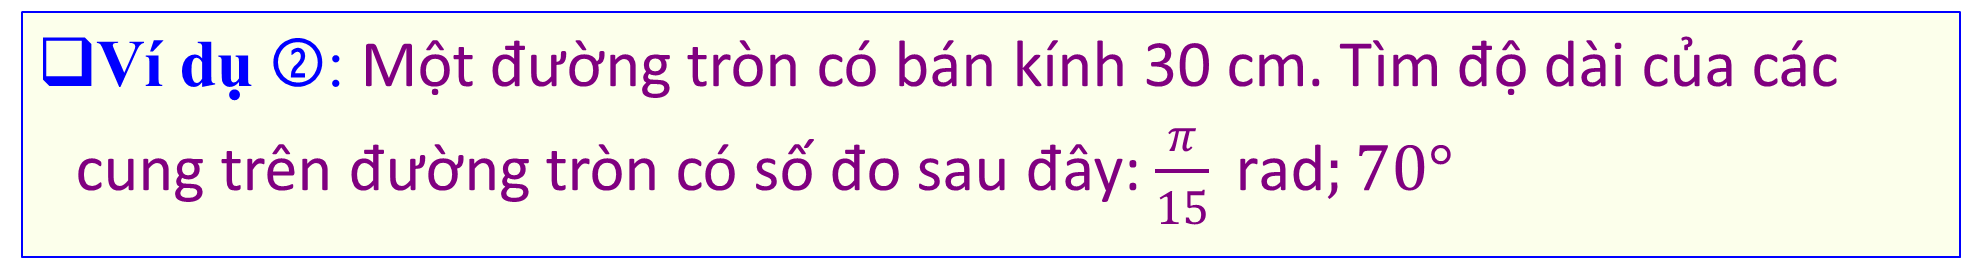 ❑Ví dụ ②: Một đường tròn có bán kính 30 cm. Tìm độ dài của các
cung trên đường tròn có số đo sau đây: π/15 rad; 70°